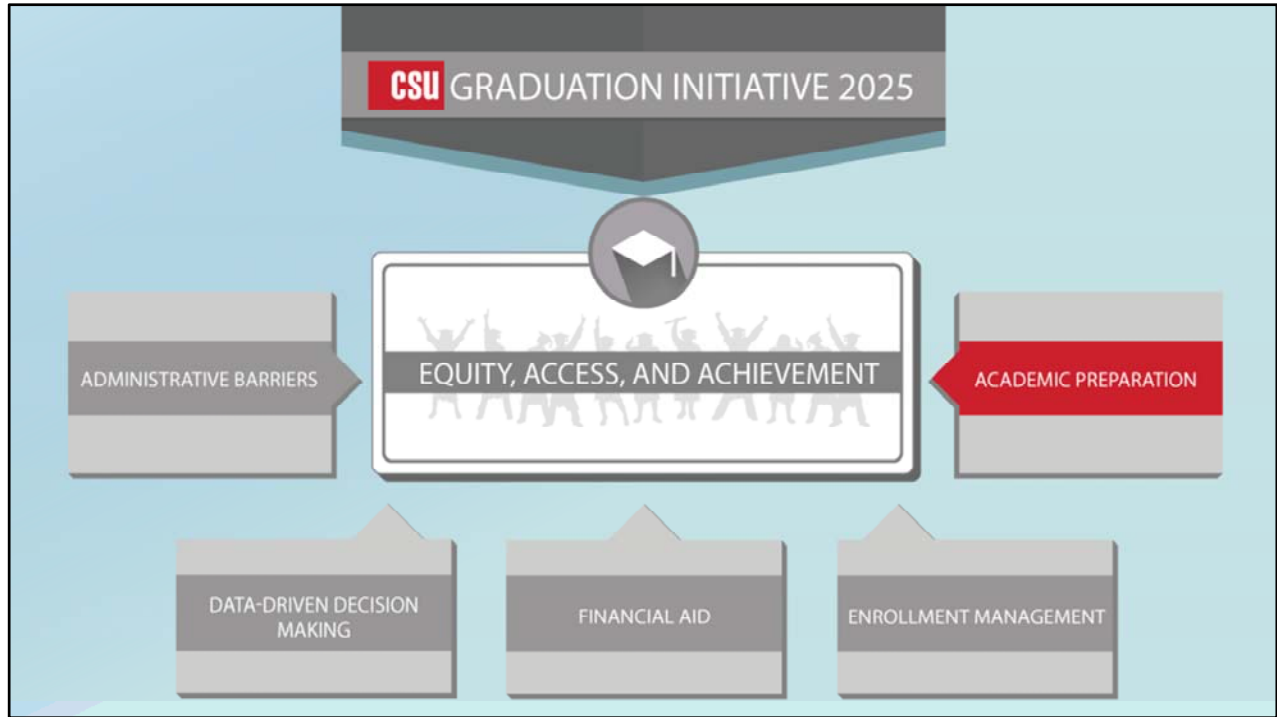 CSU GRADUATION INITIATIVE 2025
EQUITY, ACCESS, AND ACHIEVEMENT
ADMINISTRATIVE BARRIERS
ACADEMIC PREPARATION
DATA-DRIVEN DECISION
MAKING
FINANCIAL AID
ENROLLMENT MANAGEMENT